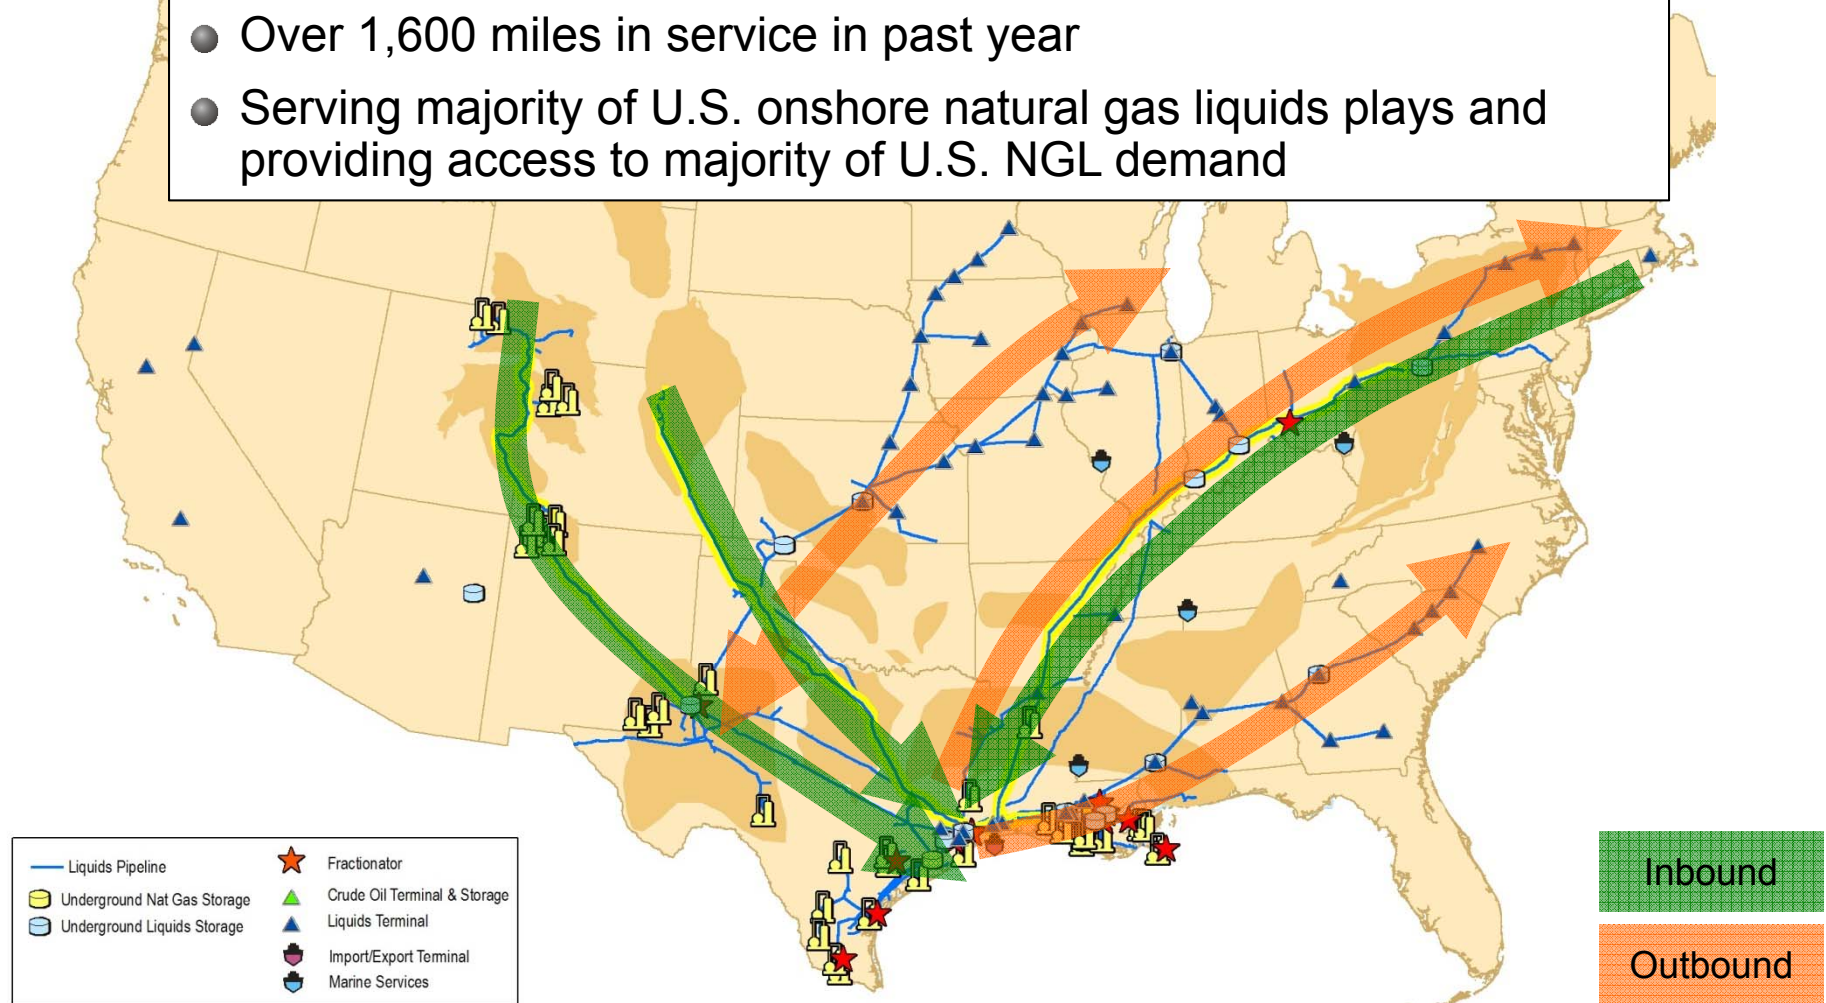 Over 1,600 miles in service in past year
Serving majority of U.S. onshore natural gas liquids plays and
providing access to majority of U.S. NGL demand
Liquids Pipeline
Underground Nat Gas Storage
Underground Liquids Storage
Fractionator
Crude Oil Terminal & Storage
Liquids Terminal
Import/Export Terminal
Marine Services
Inbound
Outbound